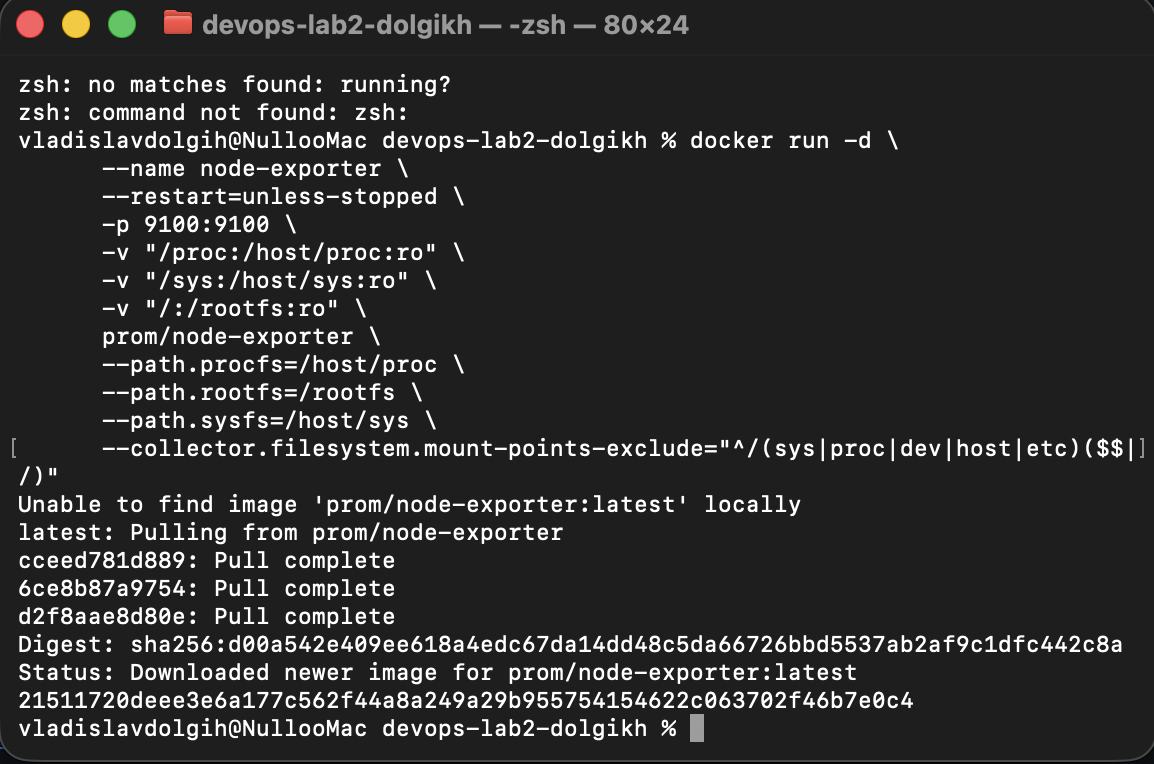 devops-lab2-dolgikh — -zsh — 80×24
zsh: no matches found: running?
zsh: command not found: zsh:
vladislavdolgih@NullooMac devops-lab2-dolgikh % docker run -d \
      --name node-exporter \
      --restart=unless-stopped \
      -p 9100:9100 \
      -v "/proc:/host/proc:ro" \
      -v "/sys:/host/sys:ro" \
      -v "/:/rootfs:ro" \
      prom/node-exporter \
      --path.procfs=/host/proc \
      --path.rootfs=/rootfs \
      --path.sysfs=/host/sys \
[      --collector.filesystem.mount-points-exclude="^/(sys|proc|dev|host|etc)($$|]
/)"
Unable to find image 'prom/node-exporter:latest' locally
latest: Pulling from prom/node-exporter
cceed781d889: Pull complete
6ce8b87a9754: Pull complete
d2f8aae8d80e: Pull complete
Digest: sha256:d00a542e409ee618a4edc67da14dd48c5da66726bbd5537ab2af9c1dfc442c8a
Status: Downloaded newer image for prom/node-exporter:latest
21511720deee3e6a177c562f44a8a249a29b955754154622c063702f46b7e0c4
vladislavdolgih@NullooMac devops-lab2-dolgikh %